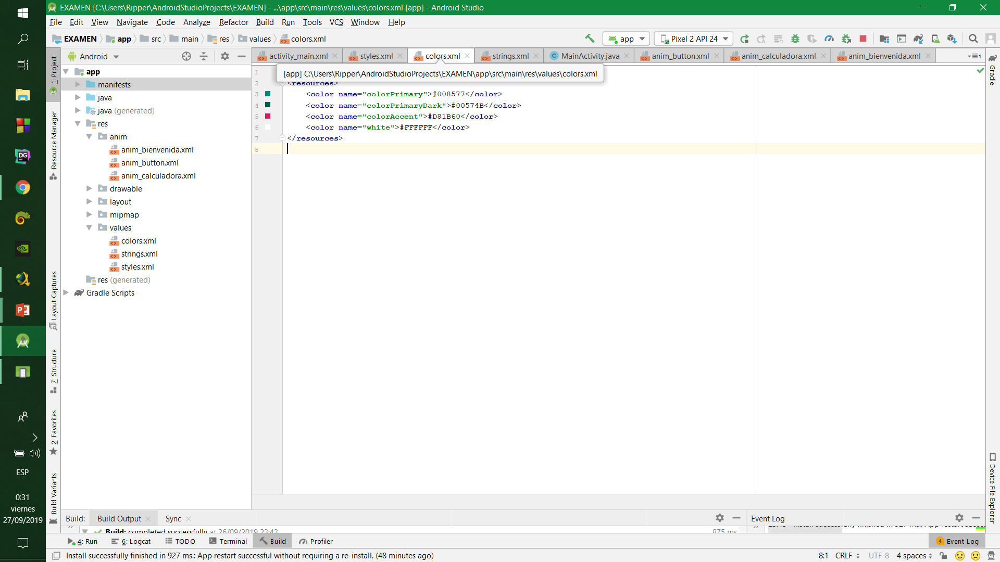 EXAMEN [C:\Users\Ripper\AndroidStudioProjects\EXAMEN] - ...\app\src\main\res\values\colors.xml [app] - Android Studio
File Edit View Navigate Code Analyze Refactor Build Run Tools VCS Window Help
EXAMEN app src main res values colors.xml app Pixel 2 API 24
Android
activity_main.xml styles.xml colors.xml strings.xml MainActivity.java anim_button.xml anim_calculadora.xml anim_bienvenida.xml 1
[app] C:\Users\Ripper\AndroidStudioProjects\EXAMEN\app\src\main\res\values\colors.xml
1
2 <resources>
3 <color name="colorPrimary">#008577</color>
4 <color name="colorPrimaryDark">#00574B</color>
5 <color name="colorAccent">#D81B60</color>
6 <color name="white">#FFFFFF</color>
7 </resources>
8
app
manifests
java
java (generated)
res
anim
anim_bienvenida.xml
anim_button.xml
anim_calculadora.xml
drawable
layout
mipmap
values
colors.xml
strings.xml
styles.xml
res (generated)
Gradle Scripts
1: Project
Resource Manager
Layout Captures
7: Structure
2: Favorites
Build Variants
Gradle
Device File Explorer
DG
ESP
0:31
viernes
27/09/2019
Build: Build Output Sync
Build: completed successfully at 26/09/2019 23:43 875 ms
Event Log
4: Run 6: Logcat TODO Terminal Build Profiler 4 Event Log
Install successfully finished in 927 ms.: App restart successful without requiring a re-install. (48 minutes ago) 8:1 CRLF UTF-8 4 spaces